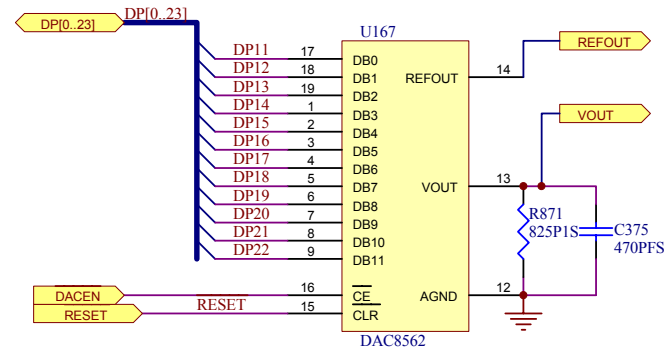 DP[0..23] DP[0..23]
U167
REFOUT
DP11 17 DB0
DP12 18 DB1 REFOUT 14
DP13 19 DB2
DP14 1 DB3
VOUT
DP15 2 DB4
DP16 3 DB5
DP17 4 DB6
DP18 5 DB7 VOUT 13
DP19 6 DB8
DP20 7 DB9
DP21 8 DB10
DP22 9 DB11
R871
825P1S
C375
470PFS
DACEN 16 CE AGND 12
RESET RESET 15 CLR
DAC8562